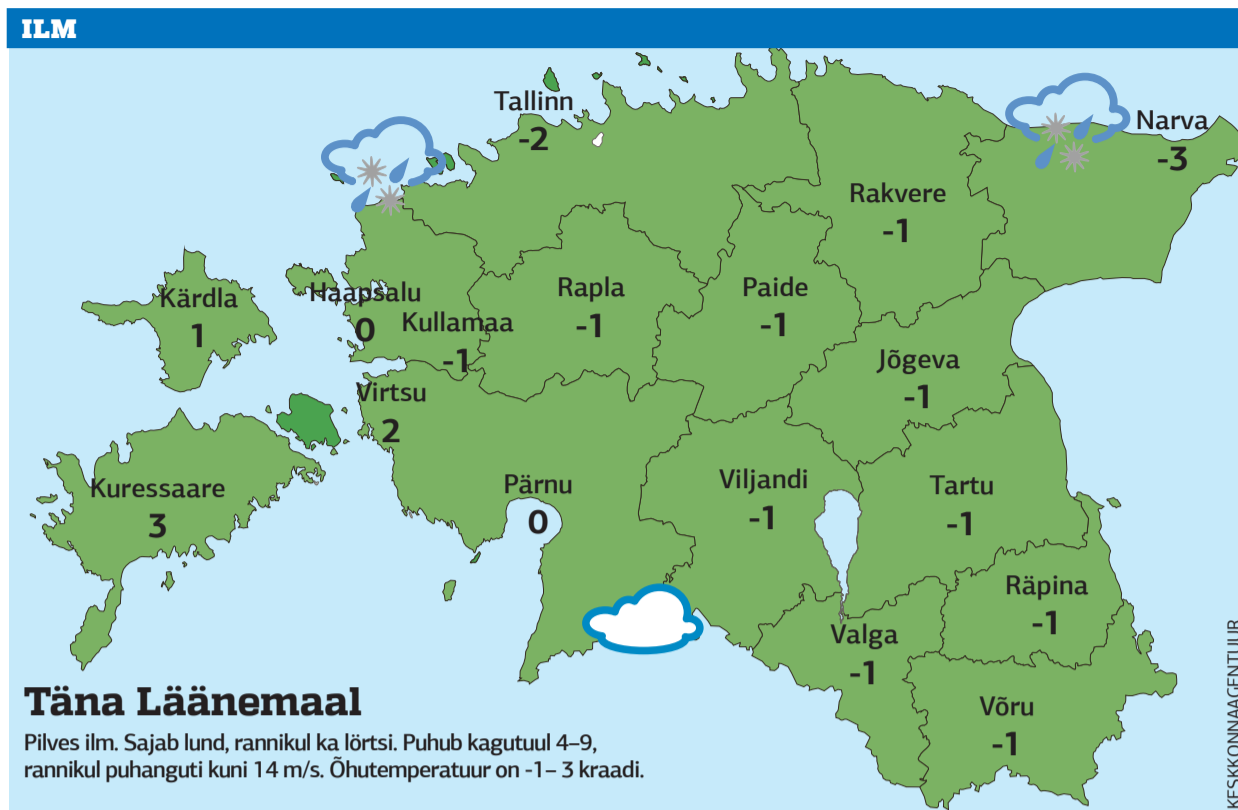 ILM
Tallinn
-2
Narva
-3
Rakvere
-1
Kärdla
1
Haapsalu
0
Kullamaa
-1
Rapla
-1
Paide
-1
Jõgeva
-1
Virtsu
2
Kuressaare
3
Pärnu
0
Viljandi
-1
Tartu
-1
Räpina
-1
Valga
-1
Võru
-1
Täna Läänemaal
Pilves ilm. Sajab lund, rannikul ka lörtsi. Puhub kagutuul 4–9,
rannikul puhanguti kuni 14 m/s. Õhutemperatuur on -1– 3 kraadi.
KESKKONNAAGENTUUR